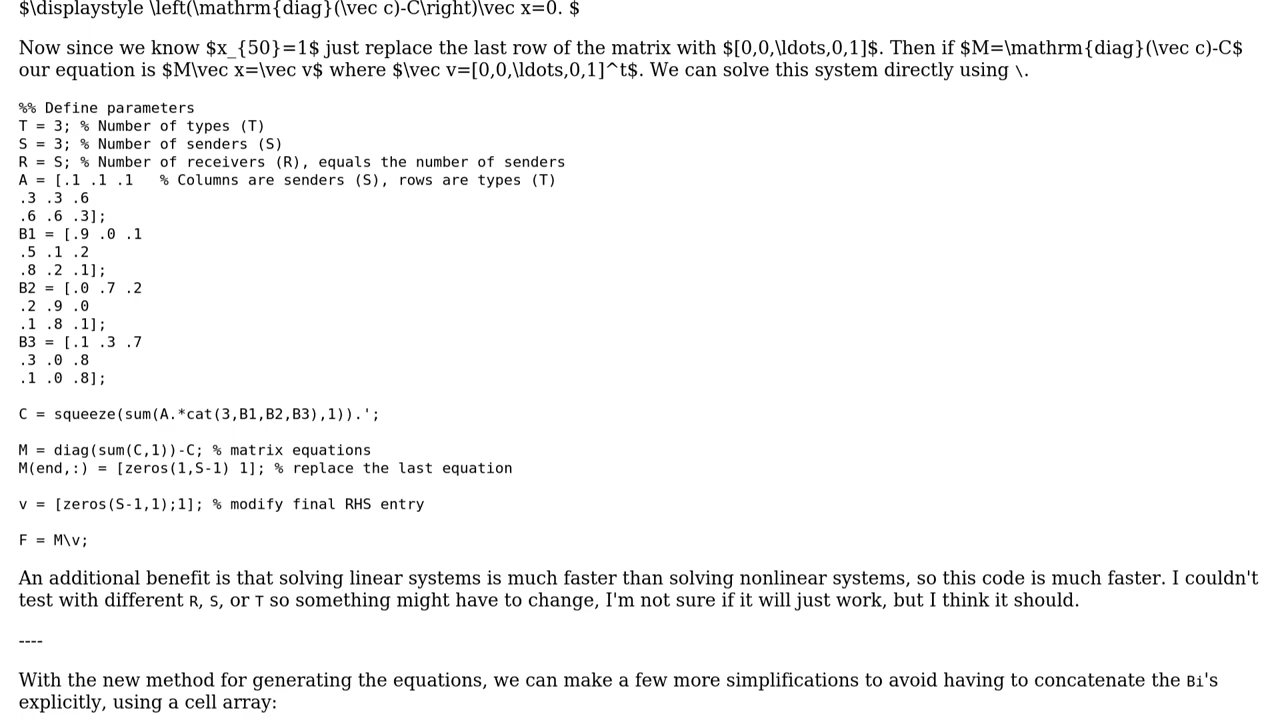 $\displaystyle \left(\mathrm{diag}(\vec c)-C\right)\vec x=0. $
Now since we know $x_{50}=1$ just replace the last row of the matrix with $[0,0,\ldots,0,1]$. Then if $M=\mathrm{diag}(\vec c)-C$
our equation is $M\vec x=\vec v$ where $\vec v=[0,0,\ldots,0,1]^t$. We can solve this system directly using \.
%% Define parameters
T = 3; % Number of types (T)
S = 3; % Number of senders (S)
R = S; % Number of receivers (R), equals the number of senders
A = [.1 .1 .1   % Columns are senders (S), rows are types (T)
.3 .3 .6
.6 .6 .3];
B1 = [.9 .0 .1
.5 .1 .2
.8 .2 .1];
B2 = [.0 .7 .2
.2 .9 .0
.1 .8 .1];
B3 = [.1 .3 .7
.3 .0 .8
.1 .0 .8];
C = squeeze(sum(A.*cat(3,B1,B2,B3),1)).';
M = diag(sum(C,1))-C; % matrix equations
M(end,:) = [zeros(1,S-1) 1]; % replace the last equation
v = [zeros(S-1,1);1]; % modify final RHS entry
F = M\v;
An additional benefit is that solving linear systems is much faster than solving nonlinear systems, so this code is much faster. I couldn't
test with different R, S, or T so something might have to change, I'm not sure if it will just work, but I think it should.
----
With the new method for generating the equations, we can make a few more simplifications to avoid having to concatenate the Bi's
explicitly, using a cell array: